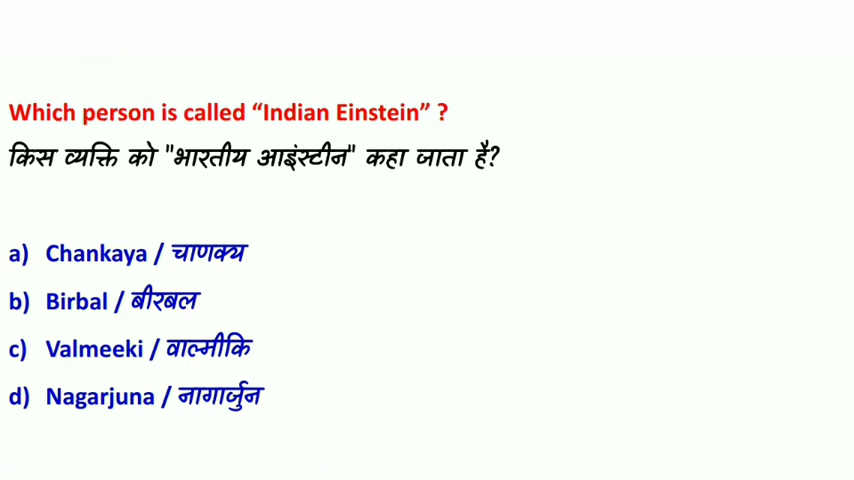 Which person is called “Indian Einstein” ?
किस व्यक्ति को "भारतीय आइंस्टीन" कहा जाता है?
a) Chankaya / चाणक्य
b) Birbal / बीरबल
c) Valmeeki / वाल्मीकि
d) Nagarjuna / नागार्जुन